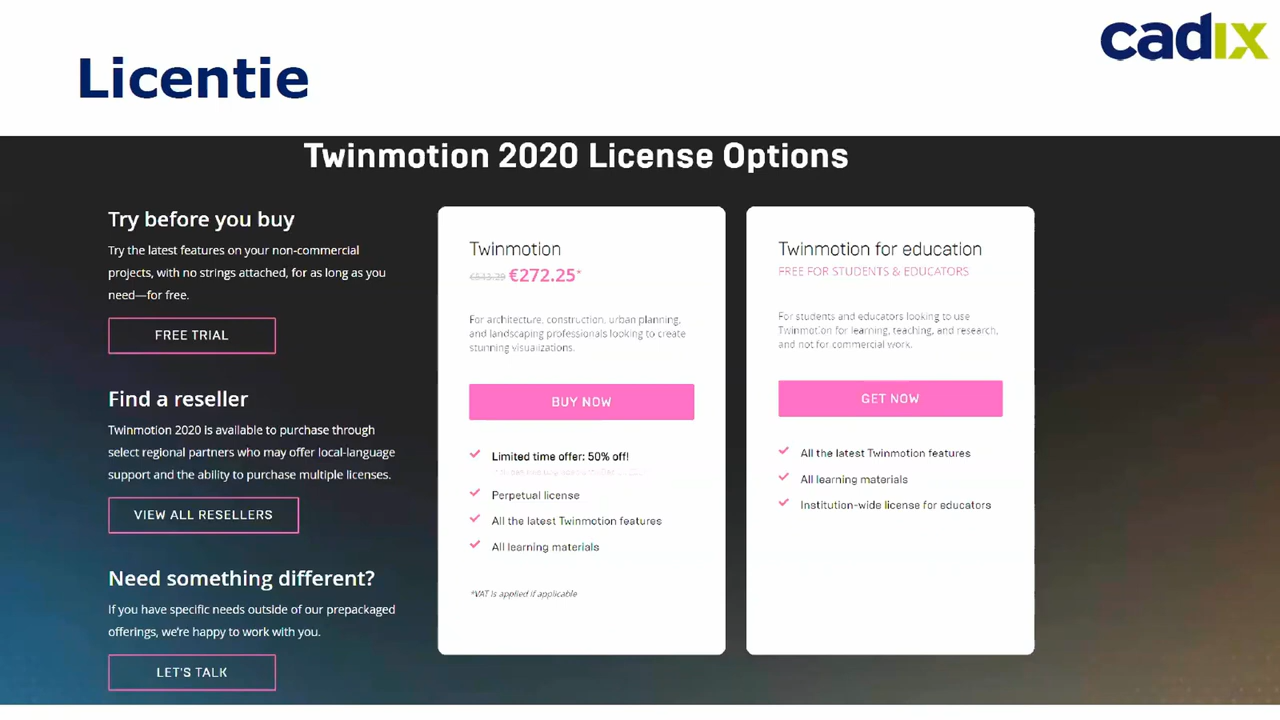 cadix
Licentie
Twinmotion 2020 License Options
Try before you buy
Try the latest features on your non-commercial
projects, with no strings attached, for as long as you
need—for free.
FREE TRIAL
Find a reseller
Twinmotion 2020 is available to purchase through
select regional partners who may offer local-language
support and the ability to purchase multiple licenses.
VIEW ALL RESELLERS
Need something different?
If you have specific needs outside of our prepackaged
offerings, we're happy to work with you.
LET'S TALK
Twinmotion
€272.25*
For architecture, construction, urban planning,
and landscaping professionals looking to create
stunning visualizations.
BUY NOW
Limited time offer: 50% off!
Perpetual license
All the latest Twinmotion features
All learning materials
*VAT is applied if applicable
Twinmotion for education
FREE FOR STUDENTS & EDUCATORS
For students and educators looking to use
Twinmotion for learning, teaching, and research,
and not for commercial work.
GET NOW
All the latest Twinmotion features
All learning materials
Institution-wide license for educators